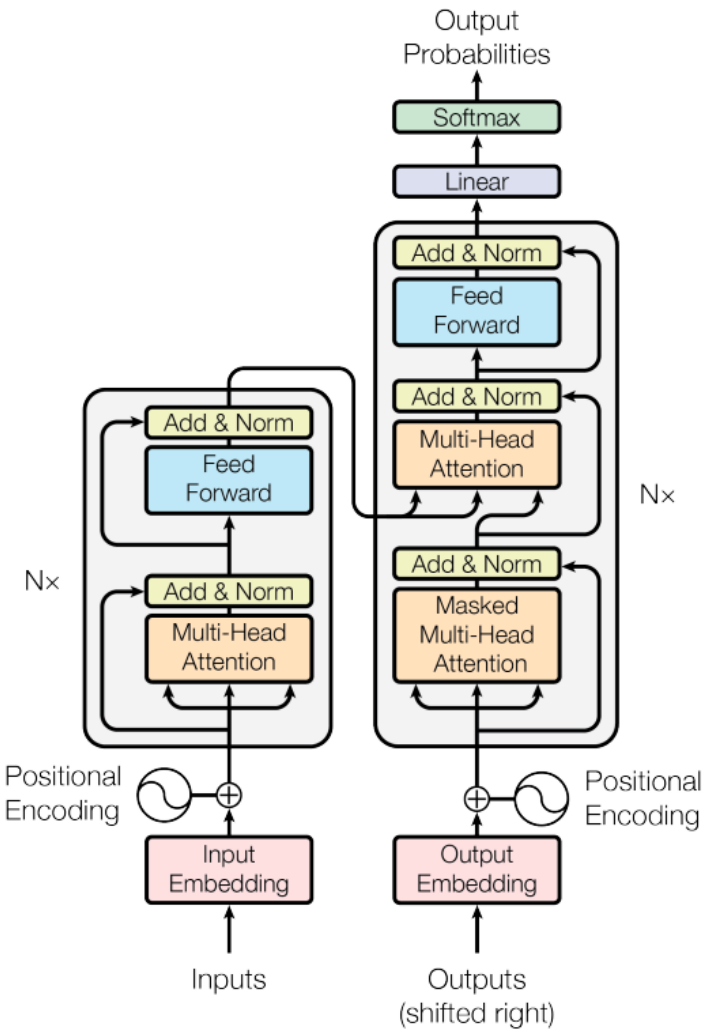 Output
Probabilities
Softmax
Linear
Add & Norm
Feed
Forward
Add & Norm
Multi-Head
Attention
Nx
Add & Norm
Masked
Multi-Head
Attention
Add & Norm
Feed
Forward
Nx
Add & Norm
Multi-Head
Attention
Positional
Encoding
Positional
Encoding
Input
Embedding
Output
Embedding
Inputs
Outputs
(shifted right)